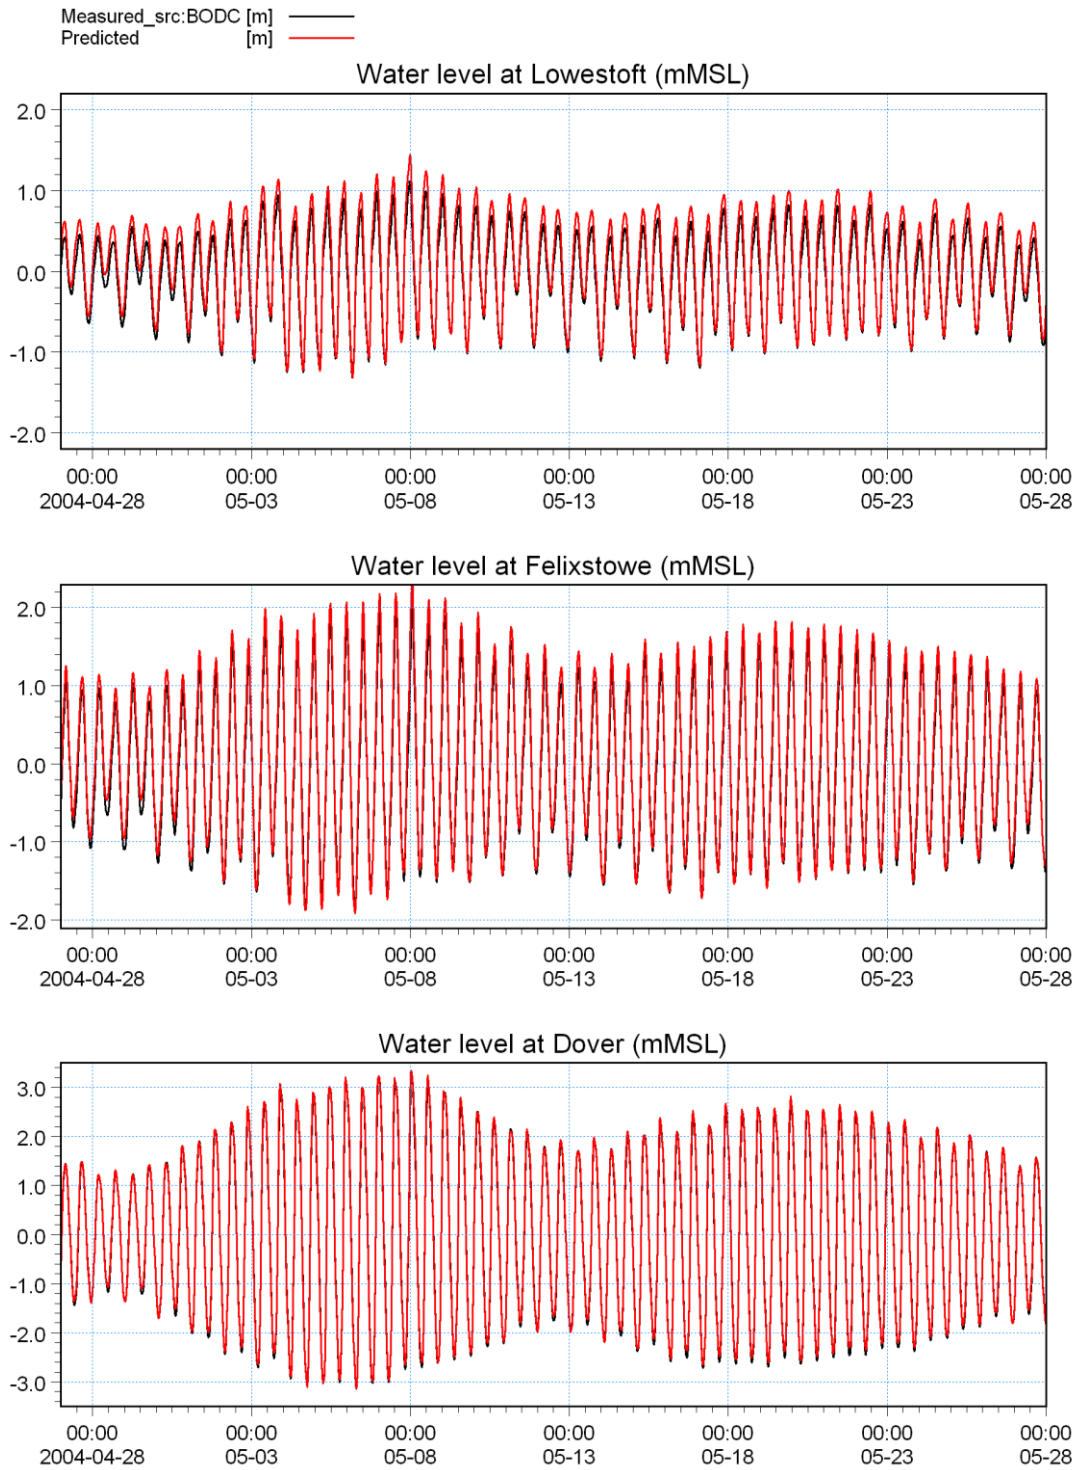 Measured_src:BODC [m]
Predicted [m]
Water level at Lowestoft (mMSL)
2.0
1.0
0.0
-1.0
-2.0
00:00 00:00 00:00 00:00 00:00 00:00 00:00
2004-04-28 05-03 05-08 05-13 05-18 05-23 05-28
Water level at Felixstowe (mMSL)
2.0
1.0
0.0
-1.0
-2.0
00:00 00:00 00:00 00:00 00:00 00:00 00:00
2004-04-28 05-03 05-08 05-13 05-18 05-23 05-28
Water level at Dover (mMSL)
3.0
2.0
1.0
0.0
-1.0
-2.0
-3.0
00:00 00:00 00:00 00:00 00:00 00:00 00:00
2004-04-28 05-03 05-08 05-13 05-18 05-23 05-28